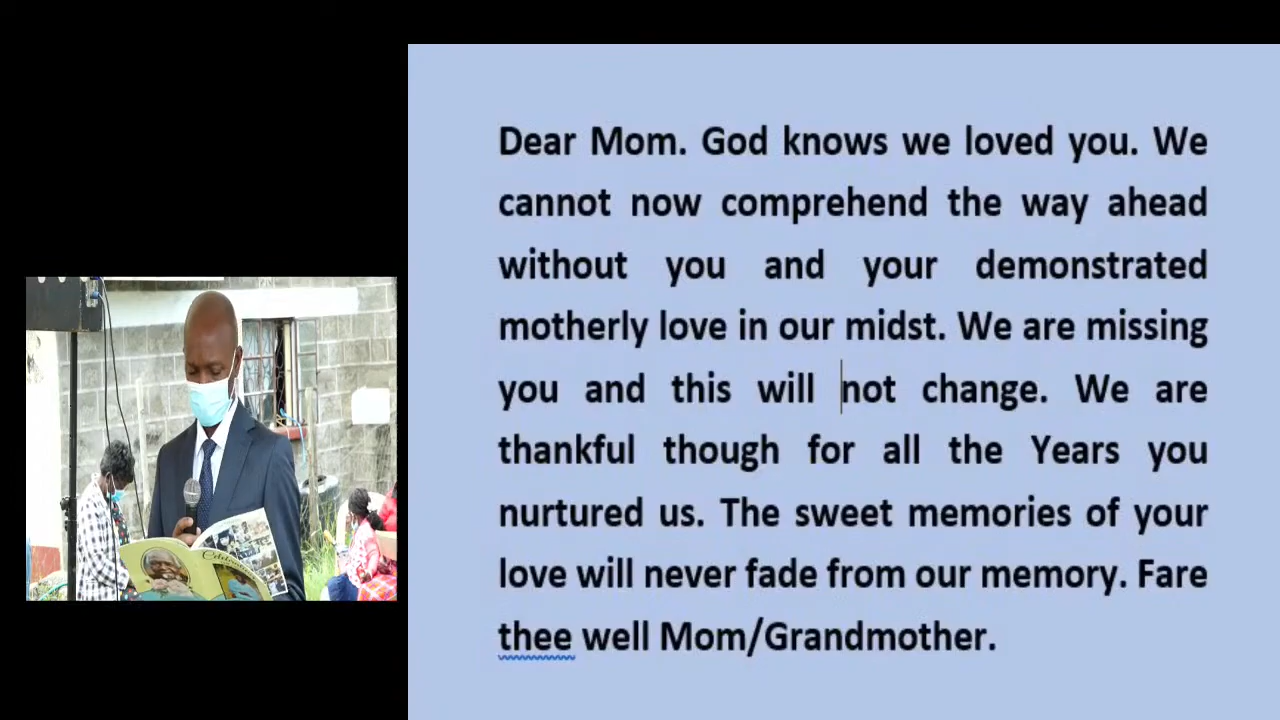 Dear Mom. God knows we loved you. We
cannot now comprehend the way ahead
without you and your demonstrated
motherly love in our midst. We are missing
you and this will not change. We are
thankful though for all the Years you
nurtured us. The sweet memories of your
love will never fade from our memory. Fare
thee well Mom/Grandmother.